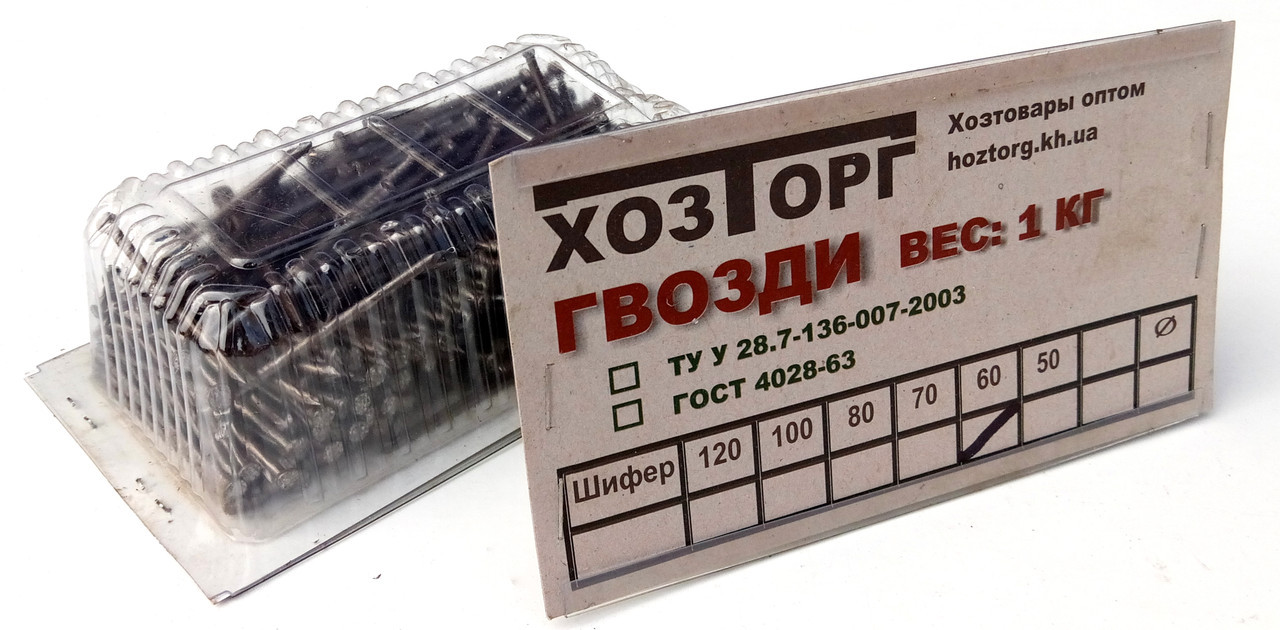 ХОЗТОРГ
Хозтовары оптом
hoztorg.kh.ua
ГВОЗДИ ВЕС: 1 КГ
ТУ У 28.7-136-007-2003
ГОСТ 4028-63
Шифер 120 100 80 70 60 50 ∅